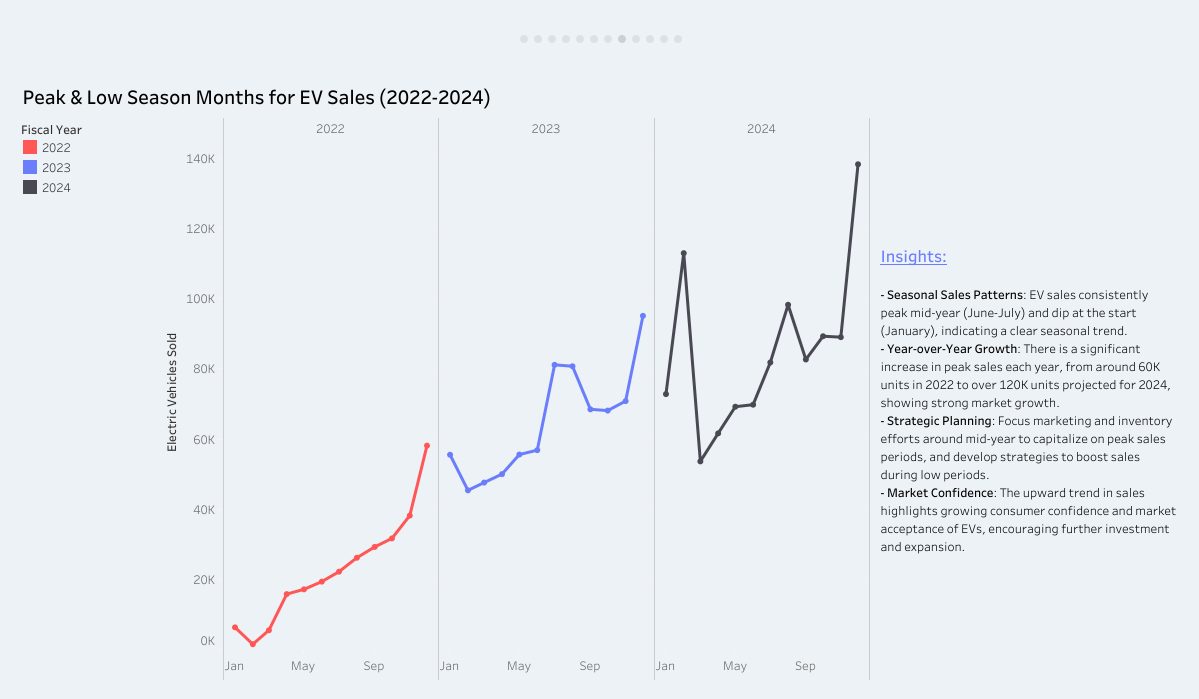 Peak & Low Season Months for EV Sales (2022-2024)
Fiscal Year
2022
2023
2024
2022
2023
2024
Electric Vehicles Sold
140K
120K
100K
80K
60K
40K
20K
0K
Jan
May
Sep
Jan
May
Sep
Jan
May
Sep
Insights:
- Seasonal Sales Patterns: EV sales consistently
peak mid-year (June-July) and dip at the start
(January), indicating a clear seasonal trend.
- Year-over-Year Growth: There is a significant
increase in peak sales each year, from around 60K
units in 2022 to over 120K units projected for 2024,
showing strong market growth.
- Strategic Planning: Focus marketing and inventory
efforts around mid-year to capitalize on peak sales
periods, and develop strategies to boost sales
during low periods.
- Market Confidence: The upward trend in sales
highlights growing consumer confidence and market
acceptance of EVs, encouraging further investment
and expansion.